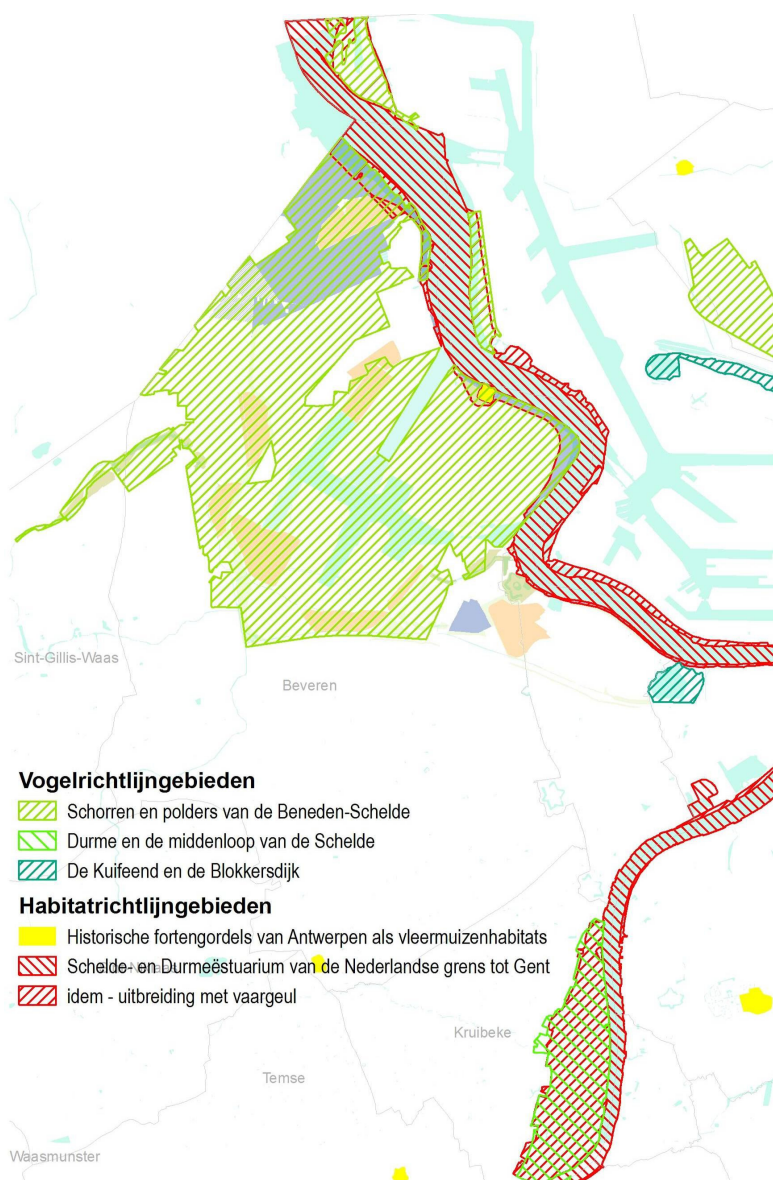 Sint-Gillis-Waas
Beveren
Vogelrichtlijngebieden
Schorren en polders van de Beneden-Schelde
Durme en de middenloop van de Schelde
De Kuifeend en de Blokkersdijk
Habitatrichtlijngebieden
Historische fortengordels van Antwerpen als vleermuizenhabitats
Schelde- en Durmeëstuarium van de Nederlandse grens tot Gent
idem - uitbreiding met vaargeul
Kruibeke
Temse
Waasmunster